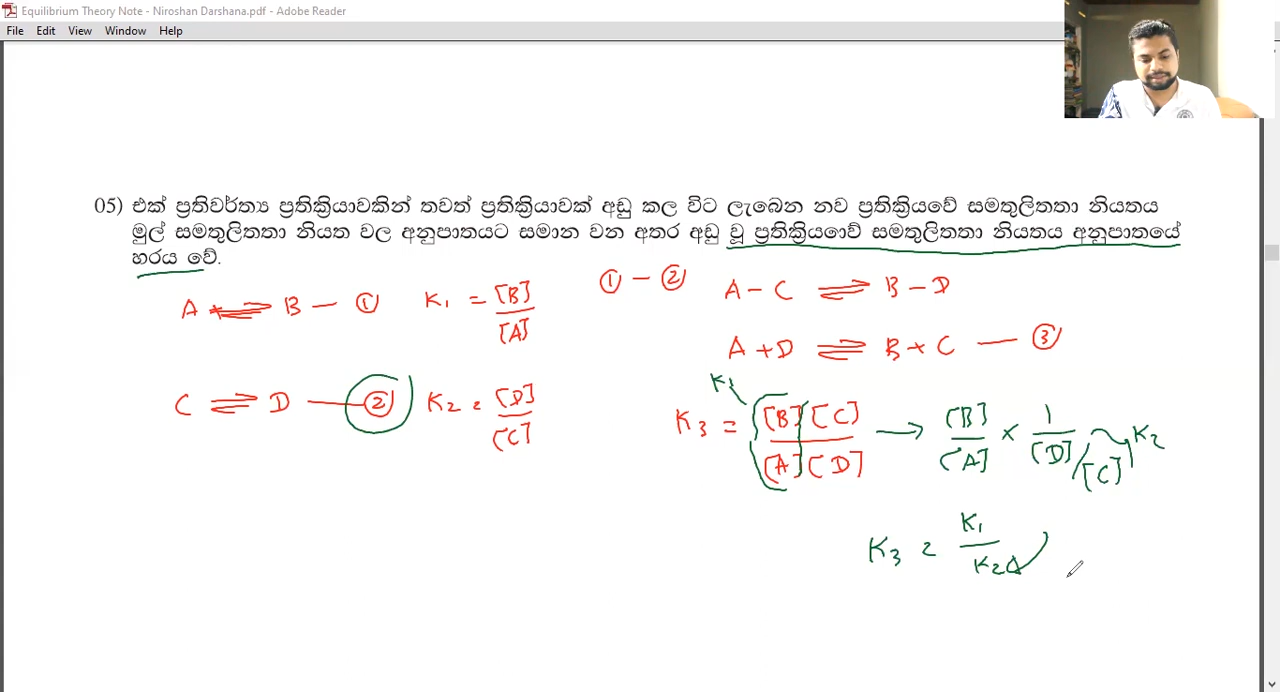 Equilibrium Theory Note - Niroshan Darshana.pdf - Adobe Reader
File Edit View Window Help
05) එක් ප්‍රතිවර්ත්‍ය ප්‍රතික්‍රියාවකින් තවත් ප්‍රතික්‍රියාවක් අඩු කල විට ලැබෙන නව ප්‍රතික්‍රියවේ සමතුලිතතා නියතය
මුල් සමතුලිතතා නියත වල අනුපාතයට සමාන වන අතර අඩු වූ ප්‍රතික්‍රියාවේ සමතුලිතතා නියතය අනුපාතයේ
හරය වේ.
A ⇌ B — ① K₁ = [B]/[A]
① — ② A - C ⇌ B - D
A + D ⇌ B + C — ③
C ⇌ D — ② K₂ = [D]/[C]
K₁
K₃ = [B][C]/[A][D] → [B]/[A] × 1/[D]/[C] K₂
K₃ = K₁/K₂